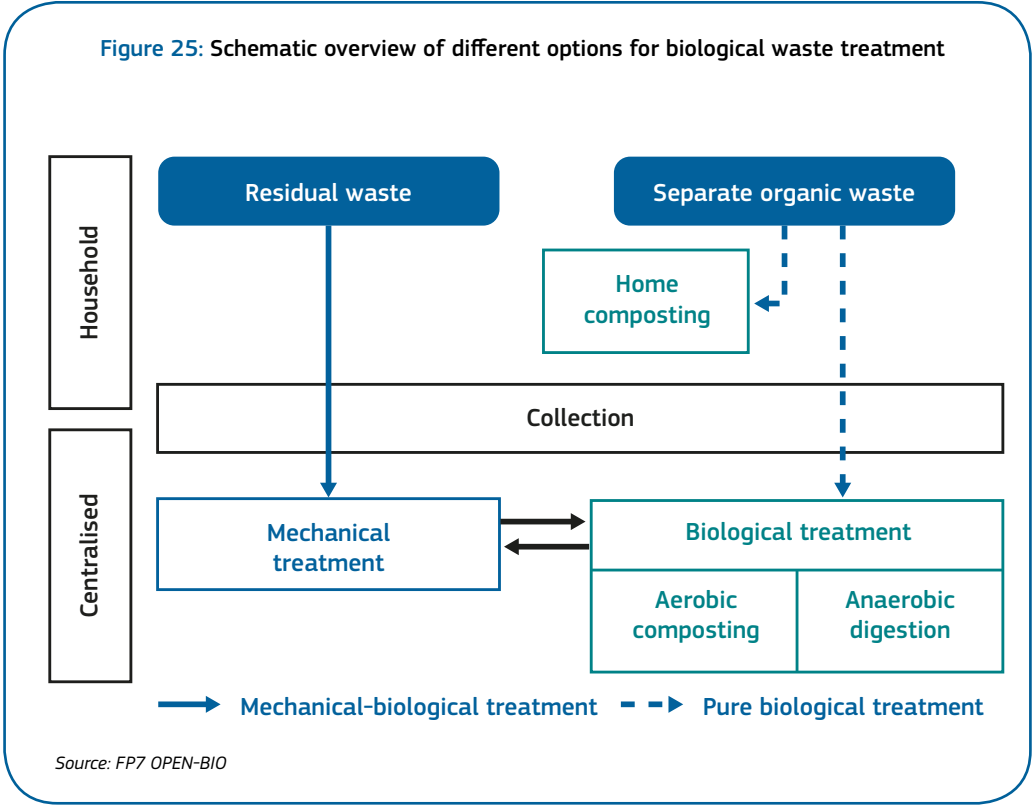 Figure 25: Schematic overview of different options for biological waste treatment
Household
Residual waste
Separate organic waste
Home
composting
Collection
Centralised
Mechanical
treatment
Biological treatment
Aerobic
composting
Anaerobic
digestion
Mechanical-biological treatment
Pure biological treatment
Source: FP7 OPEN-BIO